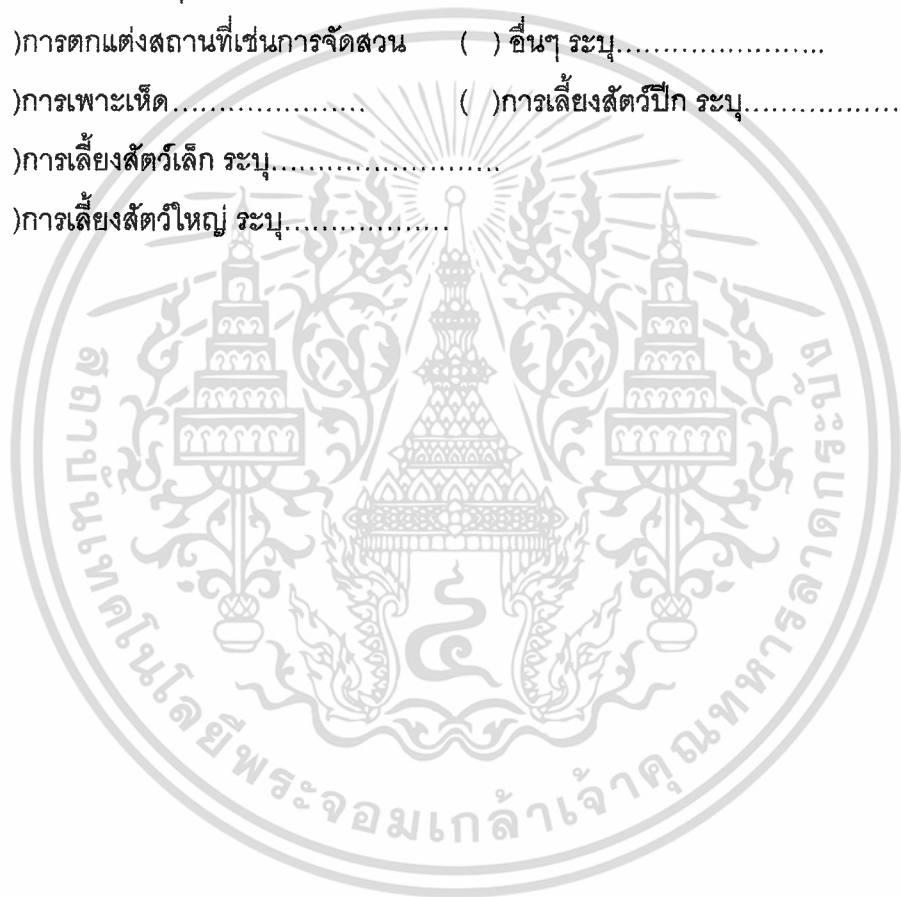 )การตกแต่งสถานที่เช่นการจัดสวน ( ) อื่นๆ ระบุ.......................
)การเพาะเห็ด..................... ( )การเลี้ยงสัตว์ปีก ระบุ.................
)การเลี้ยงสัตว์เล็ก ระบุ.........................
)การเลี้ยงสัตว์ใหญ่ ระบุ..................
สถาบันเทคโนโลยีพระจอมเกล้าเจ้าคุณทหารลาดกระบัง
๔